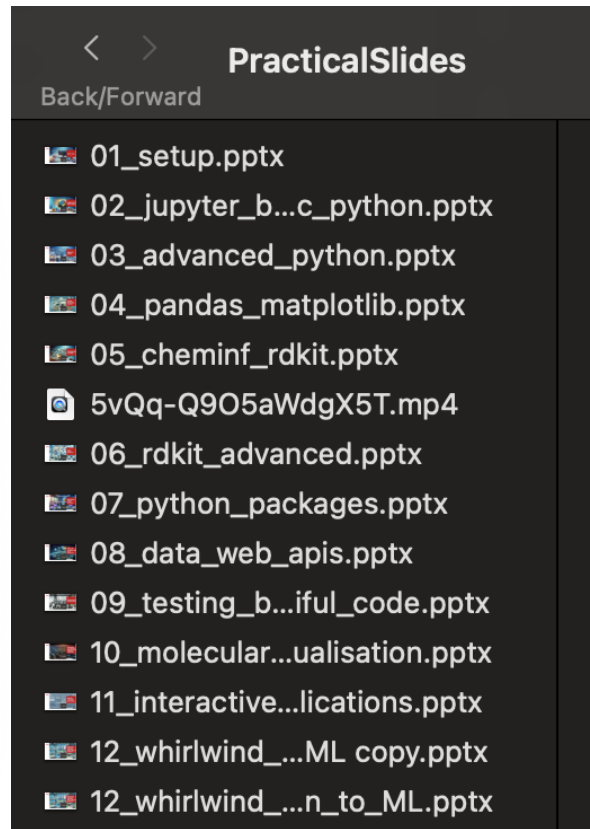 PracticalSlides
Back/Forward
01_setup.pptx
02_jupyter_b...c_python.pptx
03_advanced_python.pptx
04_pandas_matplotlib.pptx
05_cheminf_rdkit.pptx
5vQq-Q9O5aWdgX5T.mp4
06_rdkit_advanced.pptx
07_python_packages.pptx
08_data_web_apis.pptx
09_testing_b...iful_code.pptx
10_molecular...ualisation.pptx
11_interactive...lications.pptx
12_whirlwind_...ML copy.pptx
12_whirlwind_...n_to_ML.pptx